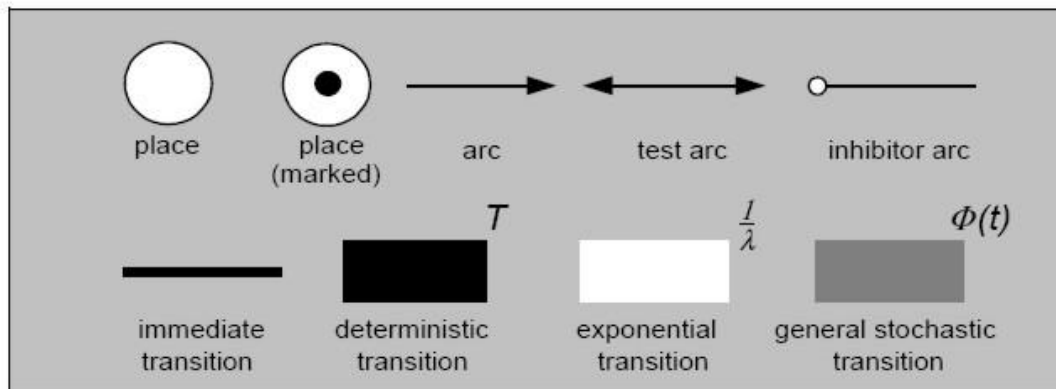 place
place
(marked)
arc
test arc
inhibitor arc
T
1
λ
Φ(t)
immediate
transition
deterministic
transition
exponential
transition
general stochastic
transition